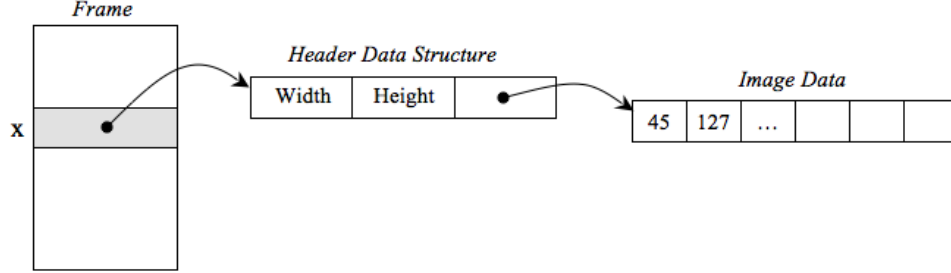 Frame
Header Data Structure
Image Data
Width Height
x
45 127 ...